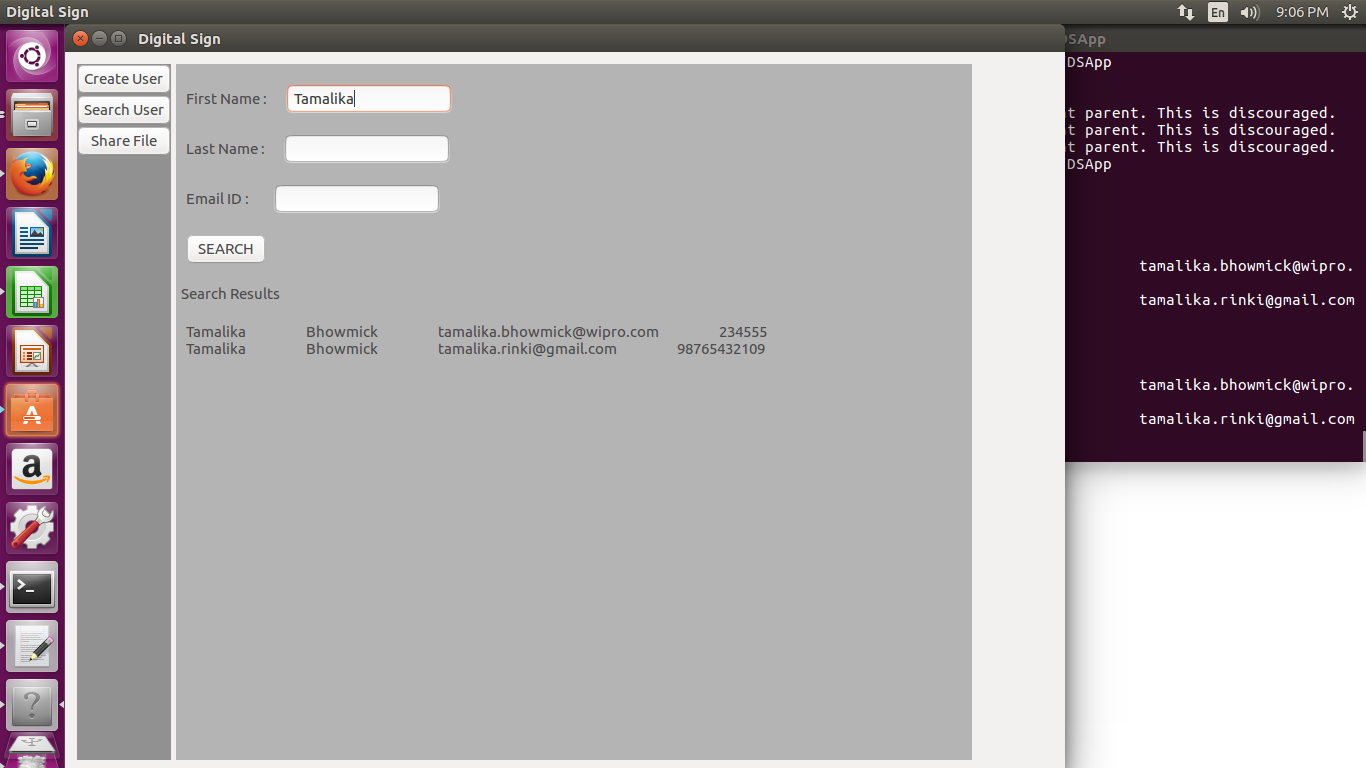 Digital Sign
En
9:06 PM
Digital Sign
Create User
Search User
Share File
First Name :
Tamalika
Last Name :
Email ID :
SEARCH
Search Results
Tamalika Bhowmick tamalika.bhowmick@wipro.com 234555
Tamalika Bhowmick tamalika.rinki@gmail.com 98765432109
DSApp
DSApp
t parent. This is discouraged.
t parent. This is discouraged.
t parent. This is discouraged.
DSApp
tamalika.bhowmick@wipro.
tamalika.rinki@gmail.com
tamalika.bhowmick@wipro.
tamalika.rinki@gmail.com
A
a
>_
?